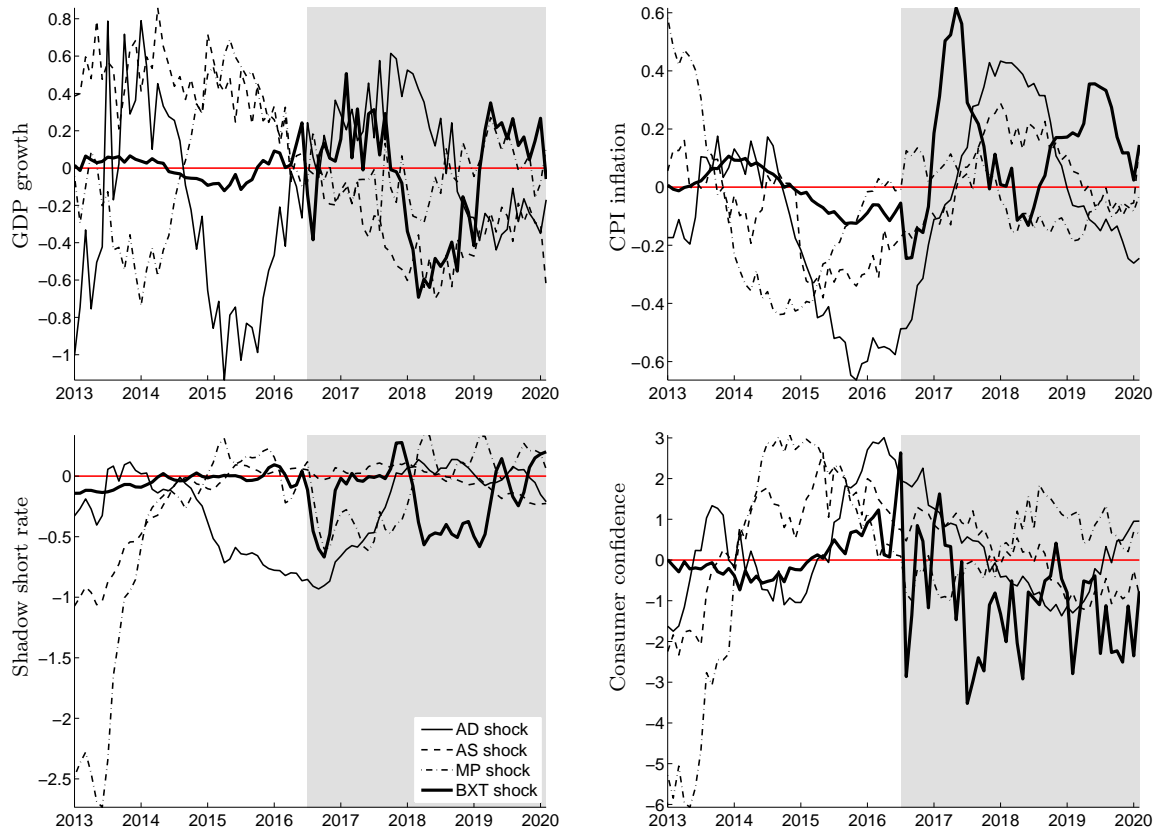 GDP growth
0.8
0.6
0.4
0.2
0
−0.2
−0.4
−0.6
−0.8
−1
2013 2014 2015 2016 2017 2018 2019 2020
CPI inflation
0.6
0.4
0.2
0
−0.2
−0.4
−0.6
2013 2014 2015 2016 2017 2018 2019 2020
Shadow short rate
0
−0.5
−1
−1.5
−2
−2.5
2013 2014 2015 2016 2017 2018 2019 2020
AD shock
AS shock
MP shock
BXT shock
Consumer confidence
3
2
1
0
−1
−2
−3
−4
−5
−6
2013 2014 2015 2016 2017 2018 2019 2020